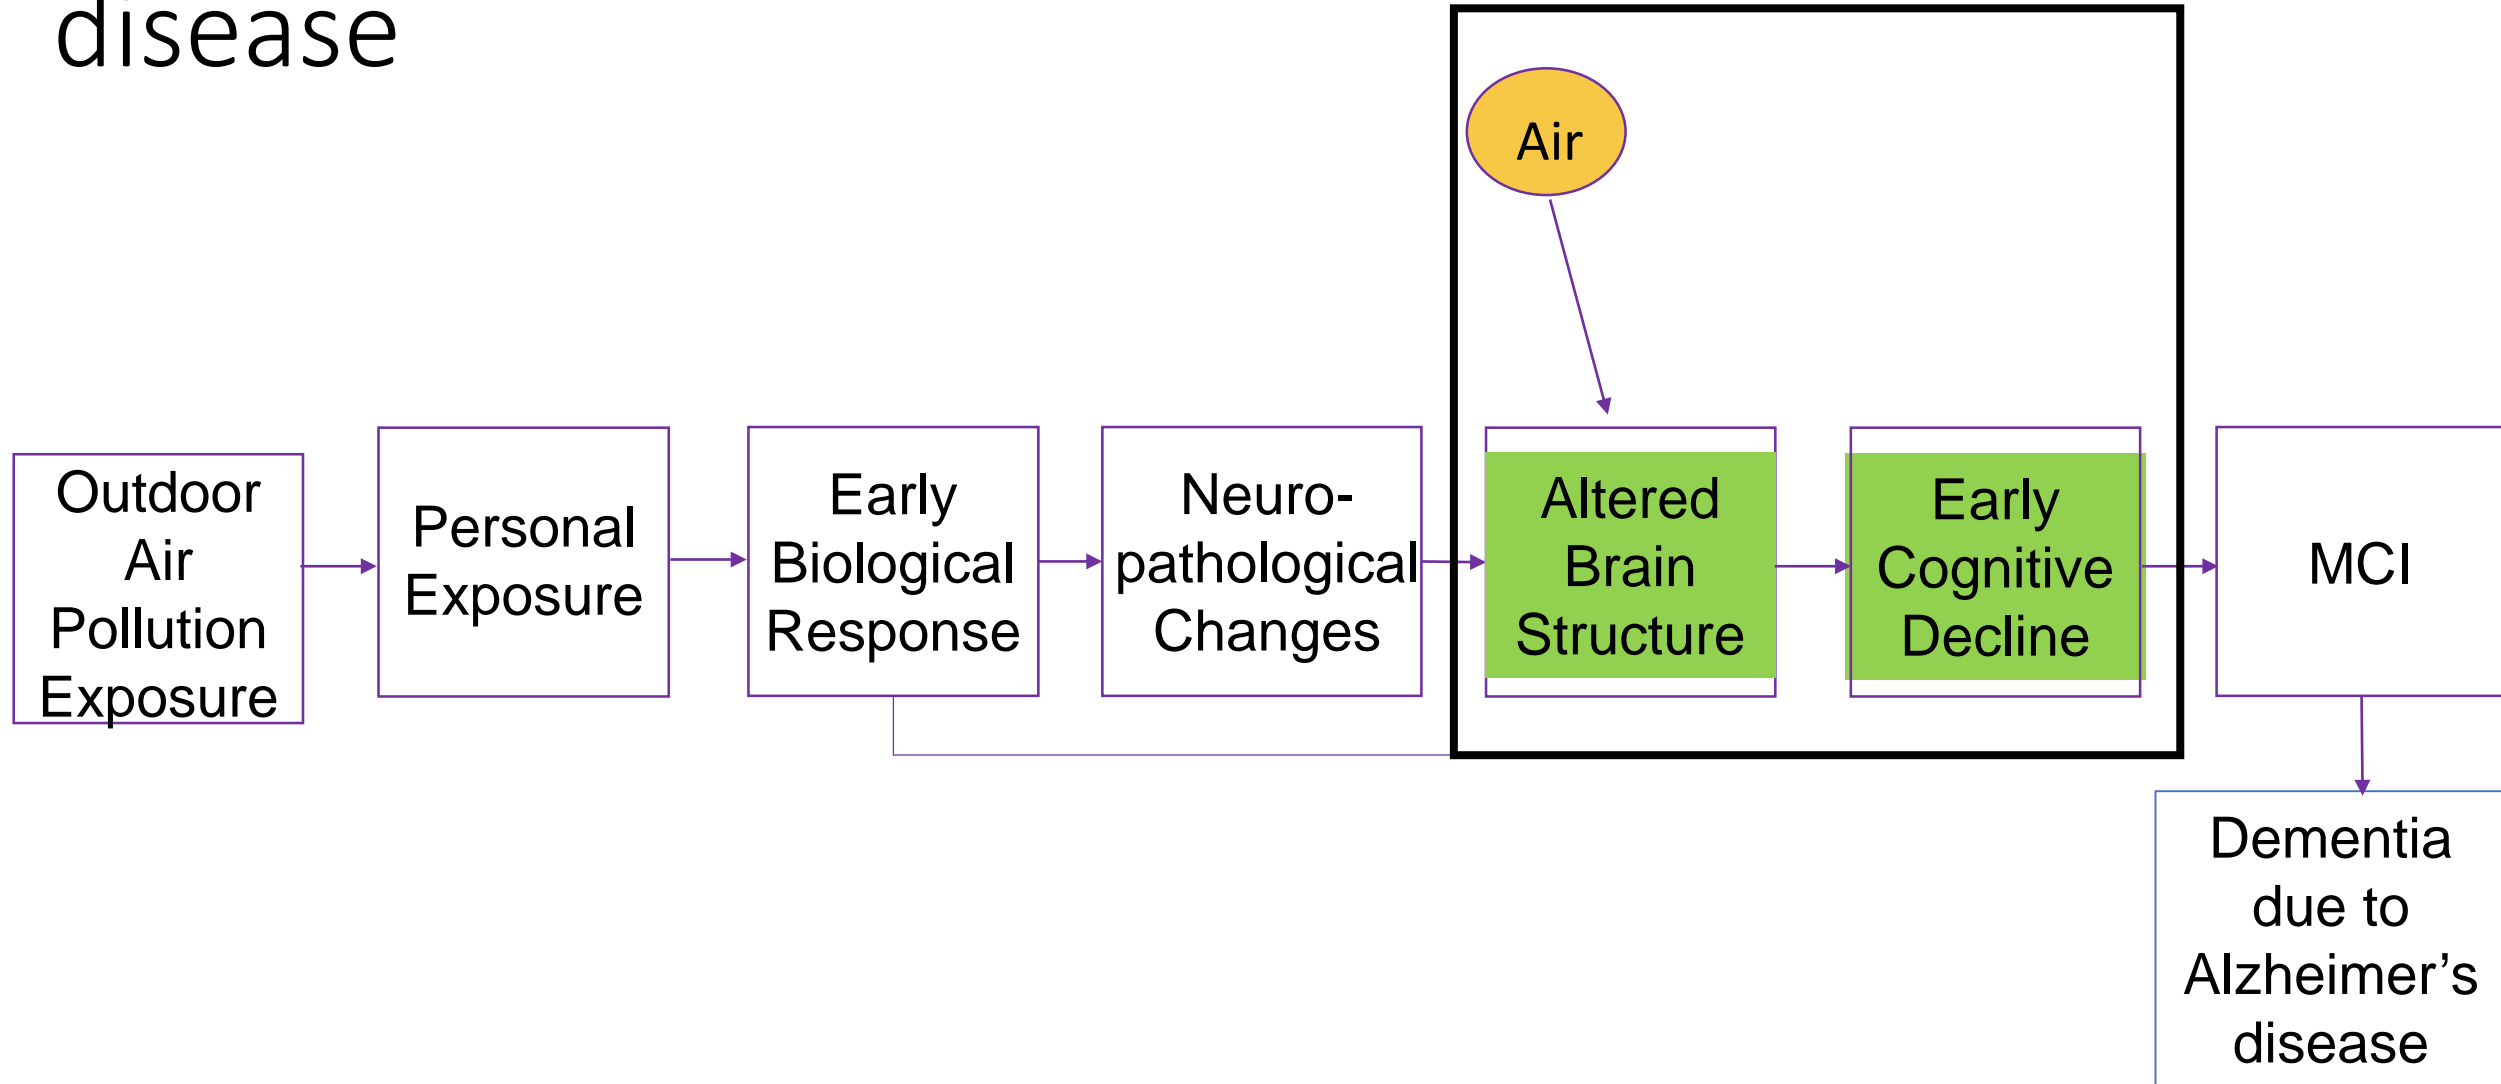 disease
Air
Outdoor
Air
Pollution
Exposure
Personal
Exposure
Early
Biological
Response
Neuro-
pathological
Changes
Altered
Brain
Structure
Early
Cognitive
Decline
MCI
Dementia
due to
Alzheimer’s
disease